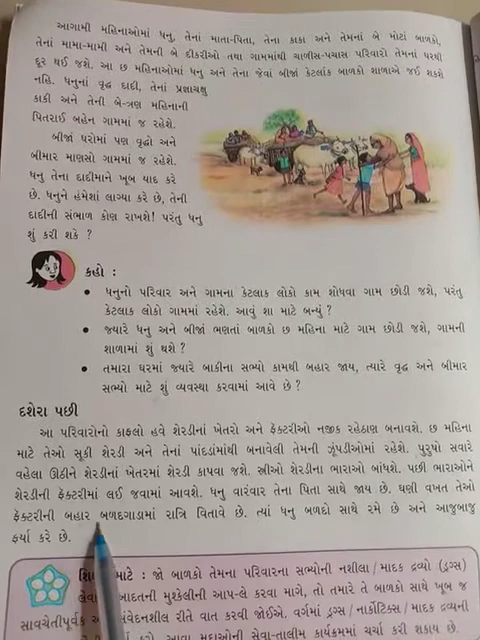 આગામી મહિનાઓમાં ધનુ, તેનાં માતા-પિતા, તેના કાકા અને તેમનાં બે મોટાં બાળકો,
તેનાં મામા-મામી અને તેમની બે દીકરીઓ તથા ગામમાંથી ચાળીસ-પચાસ પરિવારો તેમનાં ઘરથી
દૂર થઈ જશે. આ છ મહિનાઓમાં ધનુ અને તેના જેવાં બીજાં કેટલાંક બાળકો શાળાએ જઈ શકશે
નહિ. ધનુનાં વૃદ્ધ દાદી, તેનાં પ્રજ્ઞાચક્ષુ
કાકી અને તેની બે-ત્રણ મહિનાની
પિતરાઈ બહેન ગામમાં જ રહેશે.
બીજાં ઘરોમાં પણ વૃદ્ધો અને
બીમાર માણસો ગામમાં જ રહેશે.
ધનુ તેના દાદીમાને ખૂબ યાદ કરે
છે. ધનુને હંમેશાં લાગ્યા કરે છે, તેની
દાદીની સંભાળ કોણ રાખશે! પરંતુ ધનુ
શું કરી શકે ?
કહો :
• ધનુનો પરિવાર અને ગામના કેટલાક લોકો કામ શોધવા ગામ છોડી જશે, પરંતુ
કેટલાક લોકો ગામમાં રહેશે. આવું શા માટે બન્યું ?
• જ્યારે ધનુ અને બીજાં ભણતાં બાળકો છ મહિના માટે ગામ છોડી જશે, ગામની
શાળામાં શું થશે ?
• તમારા ઘરમાં જ્યારે બાકીના સભ્યો કામથી બહાર જાય, ત્યારે વૃદ્ધ અને બીમાર
સભ્યો માટે શું વ્યવસ્થા કરવામાં આવે છે ?
દશેરા પછી
આ પરિવારોનો કાફલો હવે શેરડીનાં ખેતરો અને ફૅક્ટરીઓ નજીક રહેઠાણ બનાવશે. છ મહિના
માટે તેઓ સૂકી શેરડી અને તેનાં પાંદડાંમાંથી બનાવેલી તેમની ઝૂંપડીઓમાં રહેશે. પુરુષો સવારે
વહેલા ઊઠીને શેરડીનાં ખેતરમાં શેરડી કાપવા જશે. સ્ત્રીઓ શેરડીના ભારાઓ બાંધશે. પછી ભારાઓને
શેરડીની ફૅક્ટરીમાં લઈ જવામાં આવશે. ધનુ વારંવાર તેના પિતા સાથે જાય છે. ઘણી વખત તેઓ
ફૅક્ટરીની બહાર બળદગાડામાં રાત્રિ વિતાવે છે. ત્યાં ધનુ બળદો સાથે રમે છે અને આજુબાજુ
ફર્યા કરે છે.
માટે : જો બાળકો તેમના પરિવારના સભ્યોની નશીલા / માદક દ્રવ્યો (ડ્રગ્સ)
આદતની મુશ્કેલીની આપ-લે કરવા માગે, તો તમારે તે બાળકો સાથે ખૂબ જ
સાવચેતીપૂર્વક સંવેદનશીલ રીતે વાત કરવી જોઈએ. વર્ગમાં ડ્રગ્સ / નાર્કોટિક્સ / માદક દ્રવ્યની
આવા મુદ્દાઓની સેવા-તાલીમ કાર્યક્રમમાં ચર્ચા કરી શકાય છે.